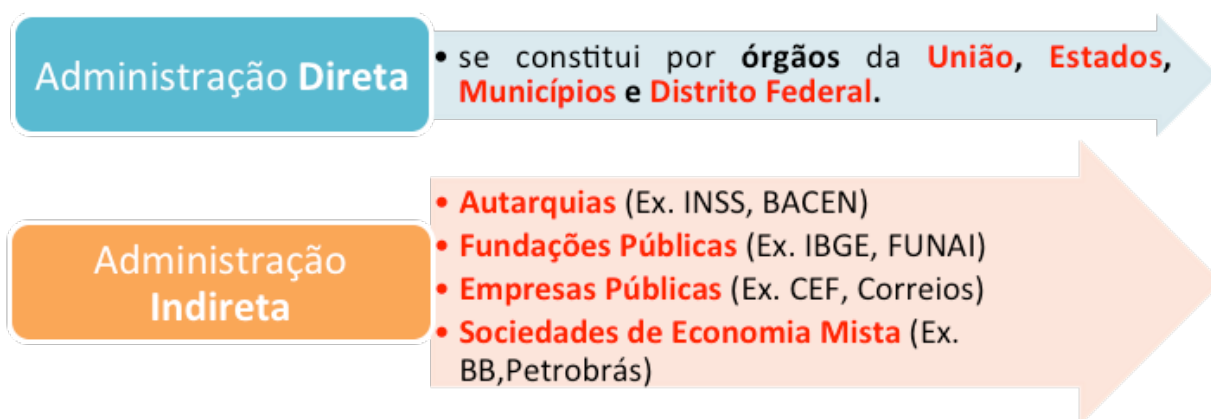 Administração Direta
• se constitui por órgãos da União, Estados,
Municípios e Distrito Federal.
Administração
Indireta
• Autarquias (Ex. INSS, BACEN)
• Fundações Públicas (Ex. IBGE, FUNAI)
• Empresas Públicas (Ex. CEF, Correios)
• Sociedades de Economia Mista (Ex.
BB,Petrobrás)